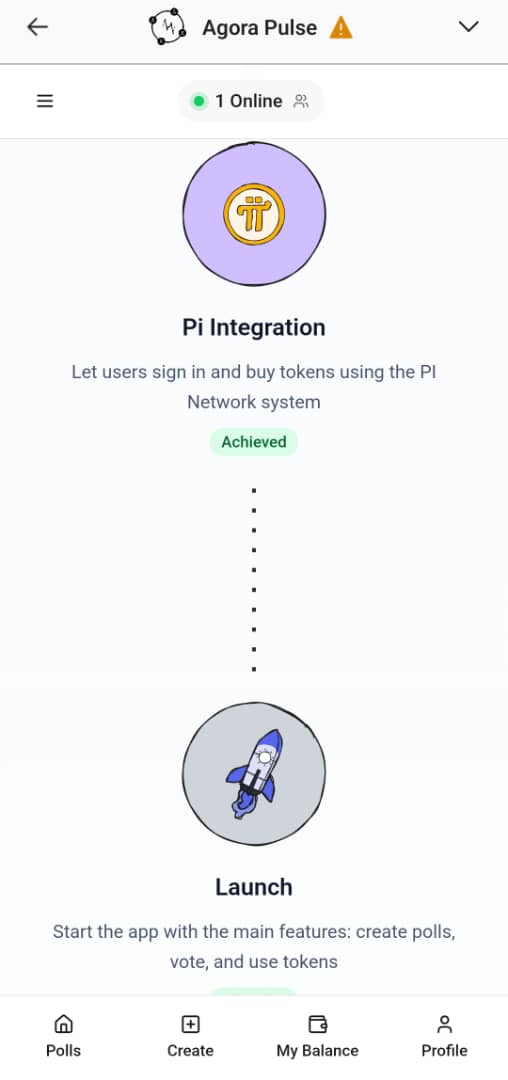 Agora Pulse
1 Online
Pi Integration
Let users sign in and buy tokens using the PI
Network system
Achieved
Launch
Start the app with the main features: create polls,
vote, and use tokens
Polls
Create
My Balance
Profile